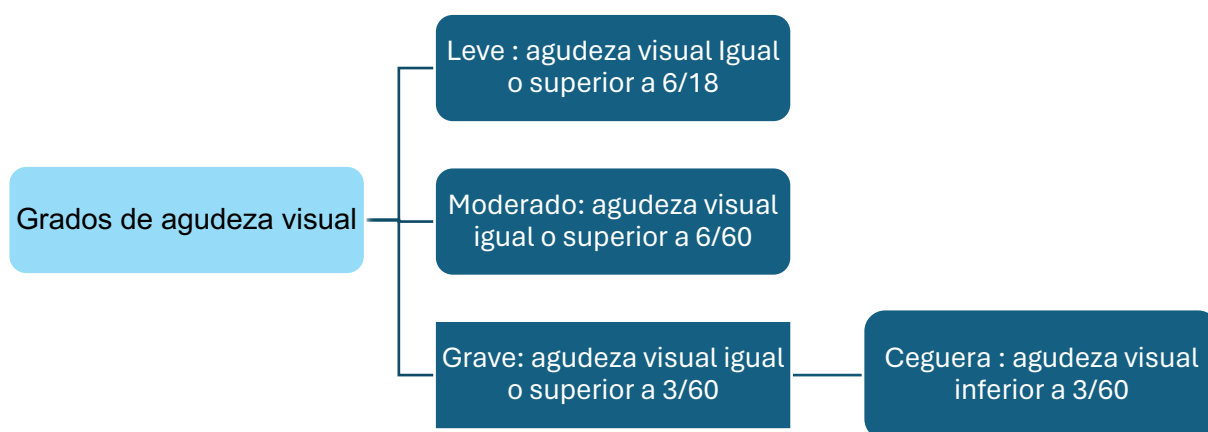 Leve : agudeza visual Igual
o superior a 6/18
Grados de agudeza visual
Moderado: agudeza visual
igual o superior a 6/60
Grave: agudeza visual igual
o superior a 3/60
Ceguera : agudeza visual
inferior a 3/60